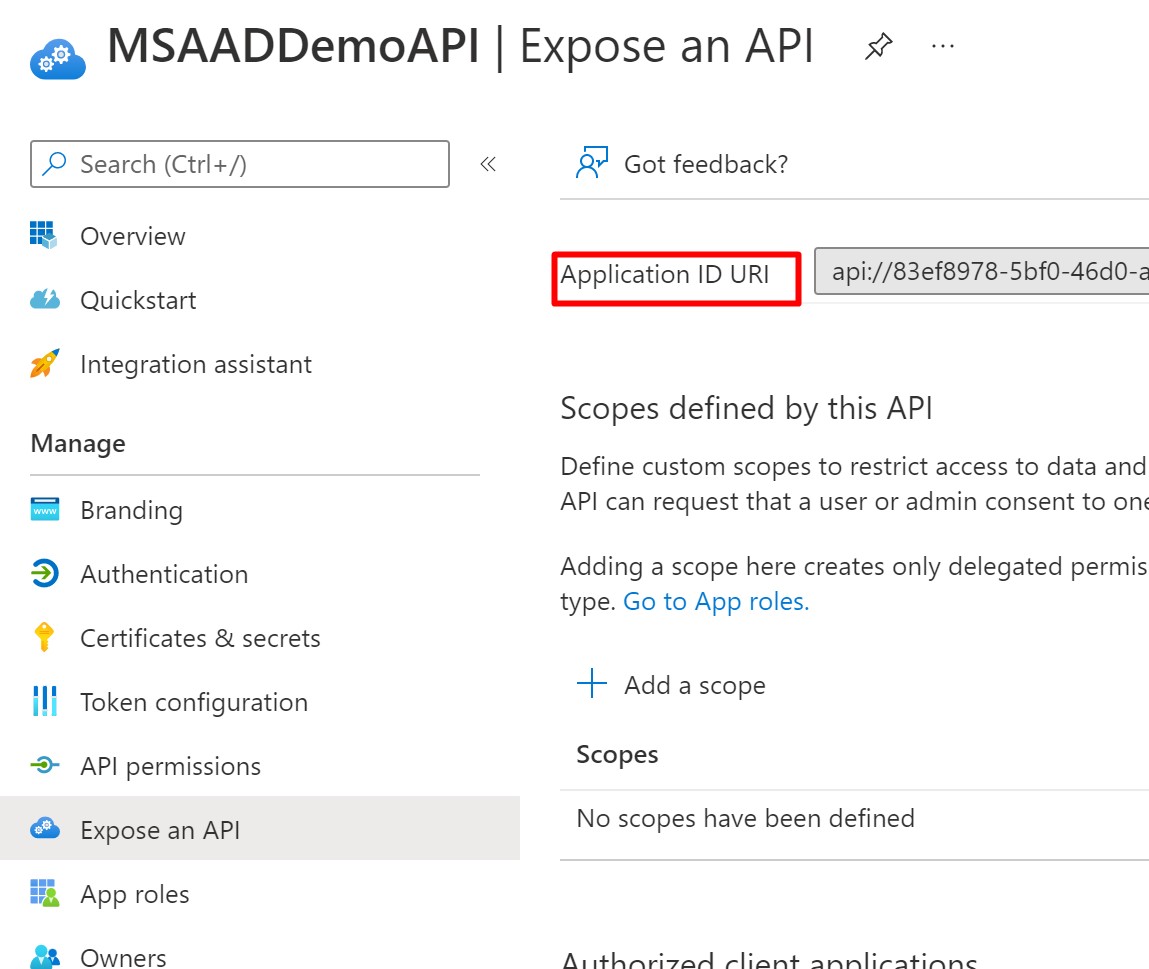 MSAADDemoAPI | Expose an API
Search (Ctrl+/)
Overview
Quickstart
Integration assistant
Manage
Branding
Authentication
Certificates & secrets
Token configuration
API permissions
Expose an API
App roles
Owners
Got feedback?
Application ID URI
api://83ef8978-5bf0-46d0-a
Scopes defined by this API
Define custom scopes to restrict access to data and
API can request that a user or admin consent to one
Adding a scope here creates only delegated permis
type. Go to App roles.
Add a scope
Scopes
No scopes have been defined
Authorized client applications